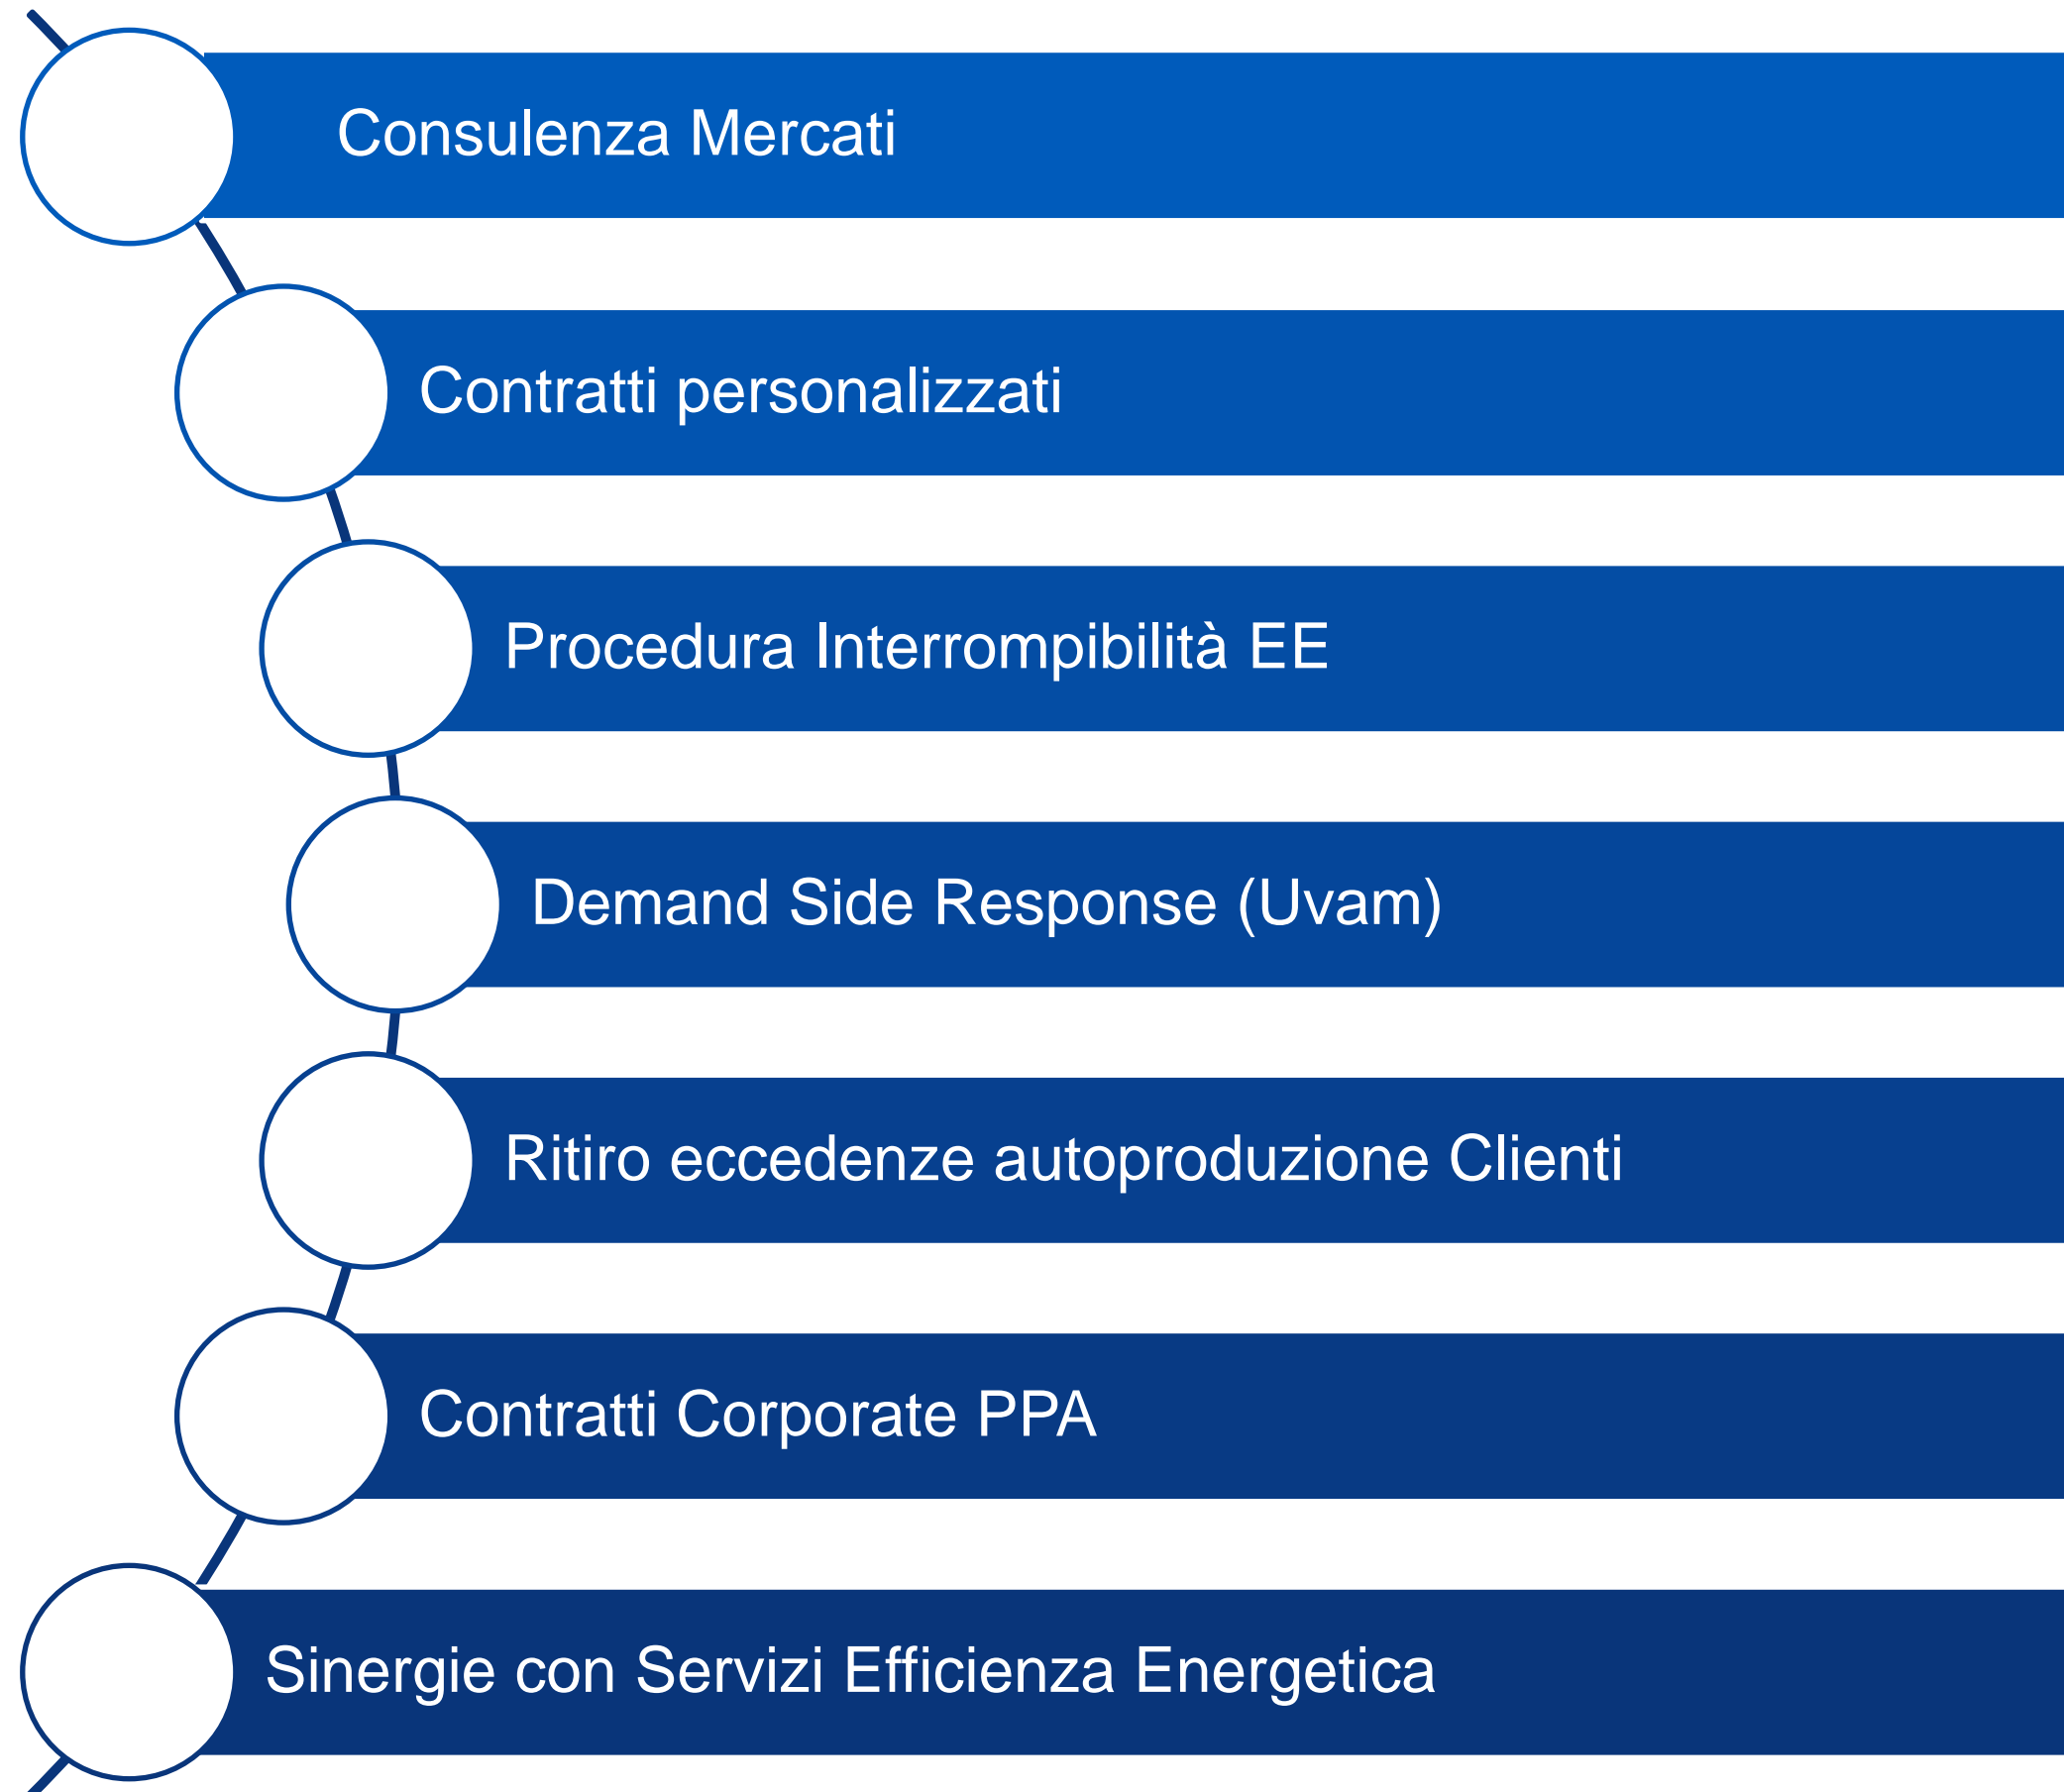 Consulenza Mercati
Contratti personalizzati
Procedura Interrompibilità EE
Demand Side Response (Uvam)
Ritiro eccedenze autoproduzione Clienti
Contratti Corporate PPA
Sinergie con Servizi Efficienza Energetica